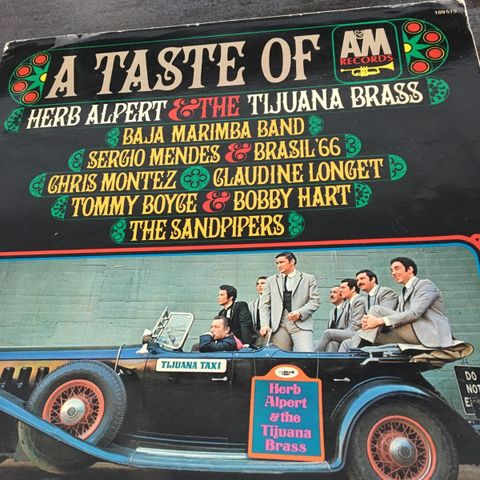 109519
A TASTE OF
A&M
RECORDS
HERB ALPERT & THE TIJUANA BRASS
BAJA MARIMBA BAND
SERGIO MENDES & BRASIL '66
CHRIS MONTEZ CLAUDINE LONGET
TOMMY BOYCE & BOBBY HART
THE SANDPIPERS
TIJUANA TAXI
Herb
Alpert
& the
Tijuana
Brass
DO
NOT